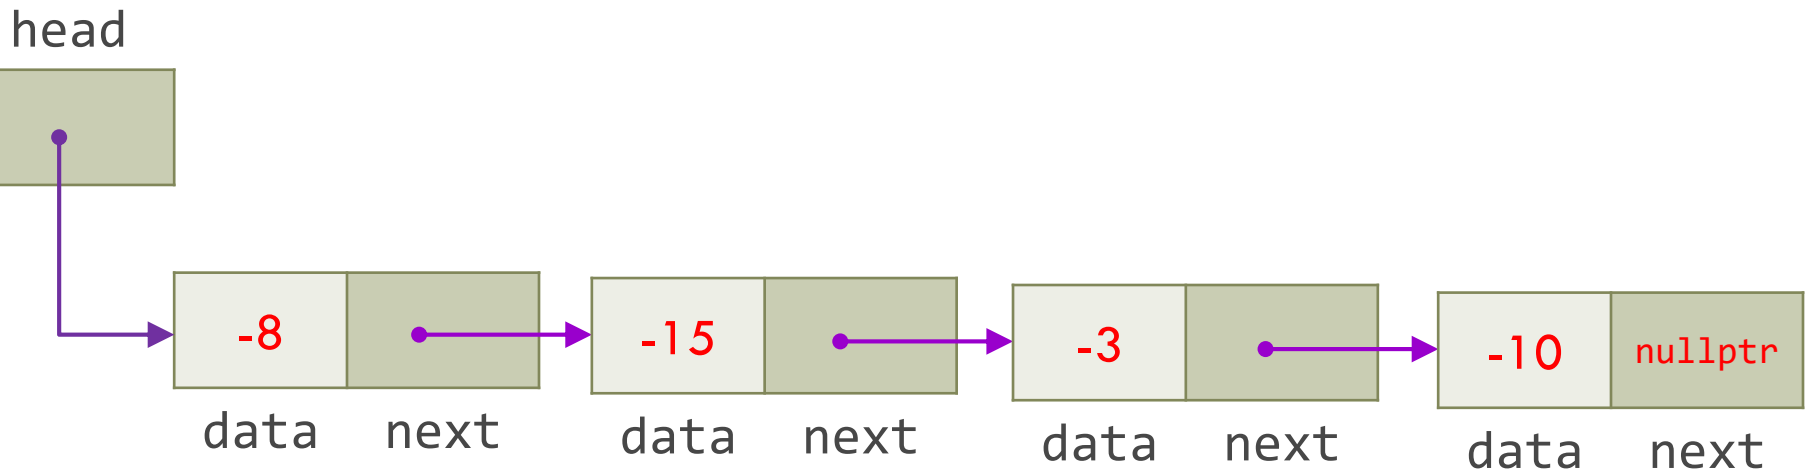 head
-8
-15
-3
-10 nullptr
data next data next data next data next